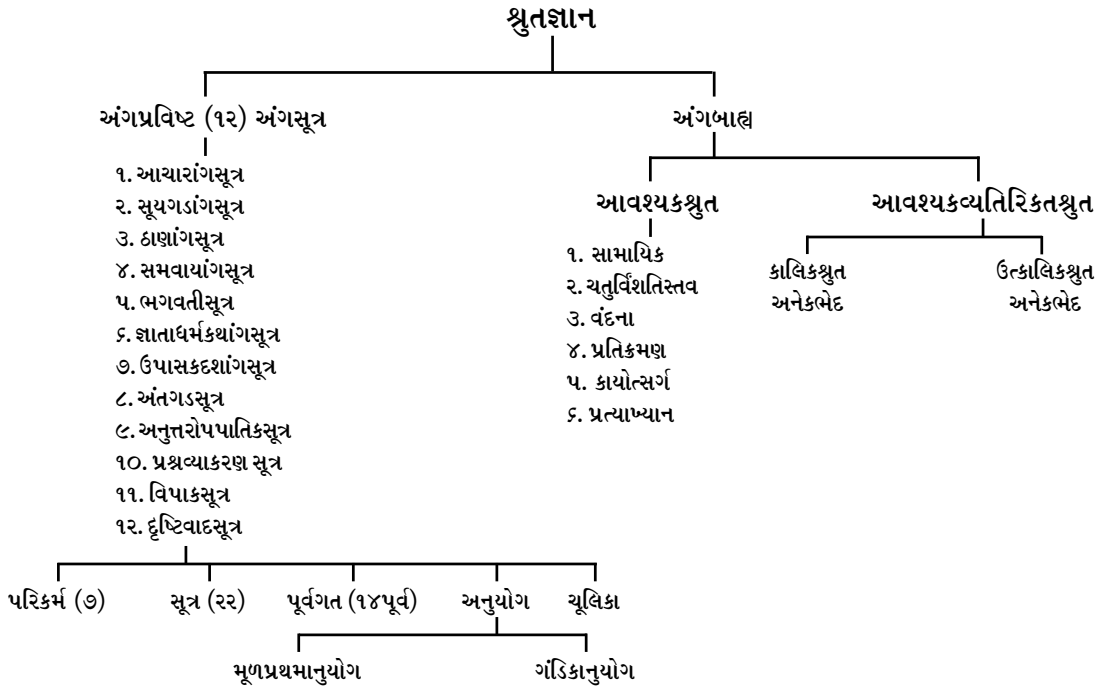 શ્રુતજ્ઞાન
અંગપ્રવિષ્ટ (૧૨) અંગસૂત્ર
અંગબાહ્ય
૧. આચારાંગસૂત્ર
૨. સૂયગડાંગસૂત્ર
૩. ઠાણાંગસૂત્ર
૪. સમવાયાંગસૂત્ર
૫. ભગવતીસૂત્ર
૬. જ્ઞાતાધર્મકથાંગસૂત્ર
૭. ઉપાસકદશાંગસૂત્ર
૮. અંતગડસૂત્ર
૯. અનુત્તરોપપાતિકસૂત્ર
૧૦. પ્રશ્નવ્યાકરણ સૂત્ર
૧૧. વિપાકસૂત્ર
૧૨. દૃષ્ટિવાદસૂત્ર
આવશ્યકશ્રુત
૧. સામાયિક
૨. ચતુર્વિંશતિસ્તવ
૩. વંદના
૪. પ્રતિક્રમણ
૫. કાયોત્સર્ગ
૬. પ્રત્યાખ્યાન
આવશ્યકવ્યતિરિકતશ્રુત
કાલિકશ્રુત
અનેકભેદ
ઉત્કાલિકશ્રુત
અનેકભેદ
પરિકર્મ (૭)
સૂત્ર (૨૨)
પૂર્વગત (૧૪પૂર્વ)
અનુયોગ
ચૂલિકા
મૂળપ્રથમાનુયોગ
ગંડિકાનુયોગ